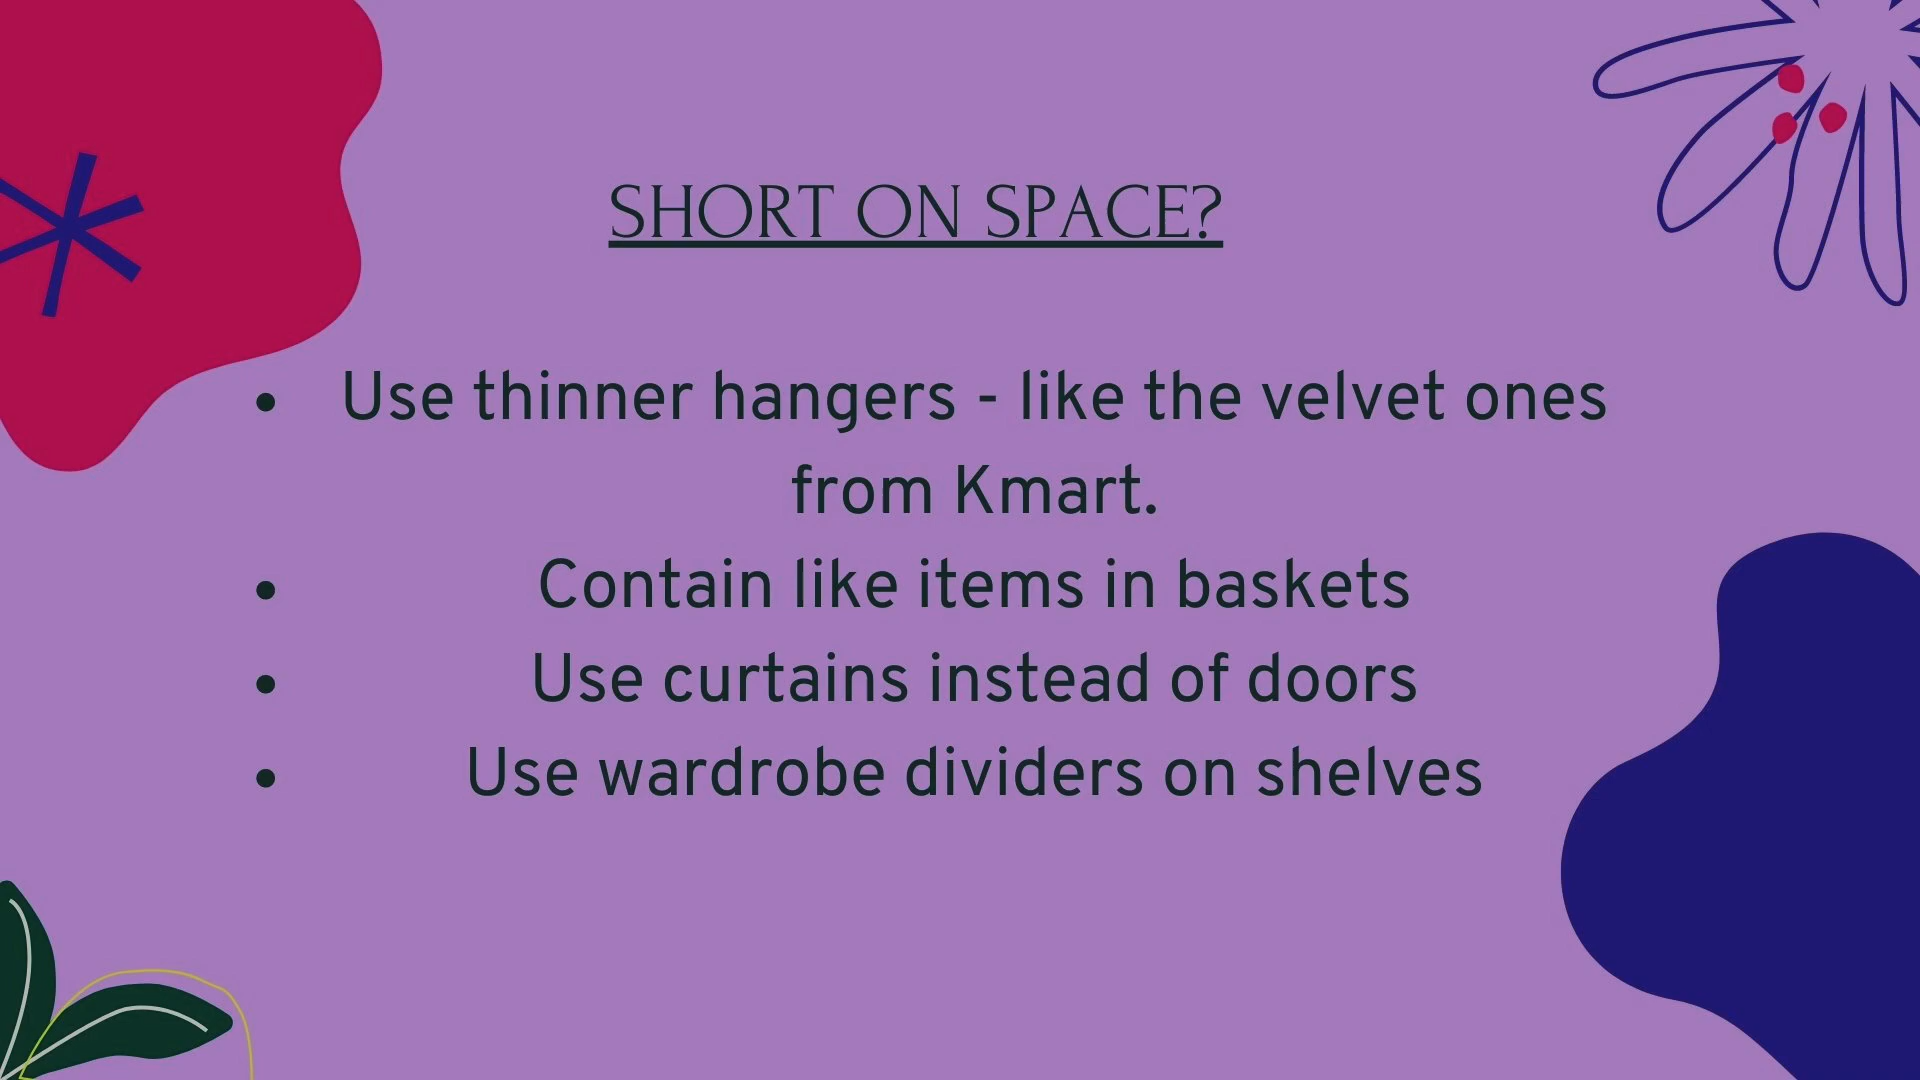 SHORT ON SPACE?
• Use thinner hangers - like the velvet ones
from Kmart.
• Contain like items in baskets
• Use curtains instead of doors
• Use wardrobe dividers on shelves